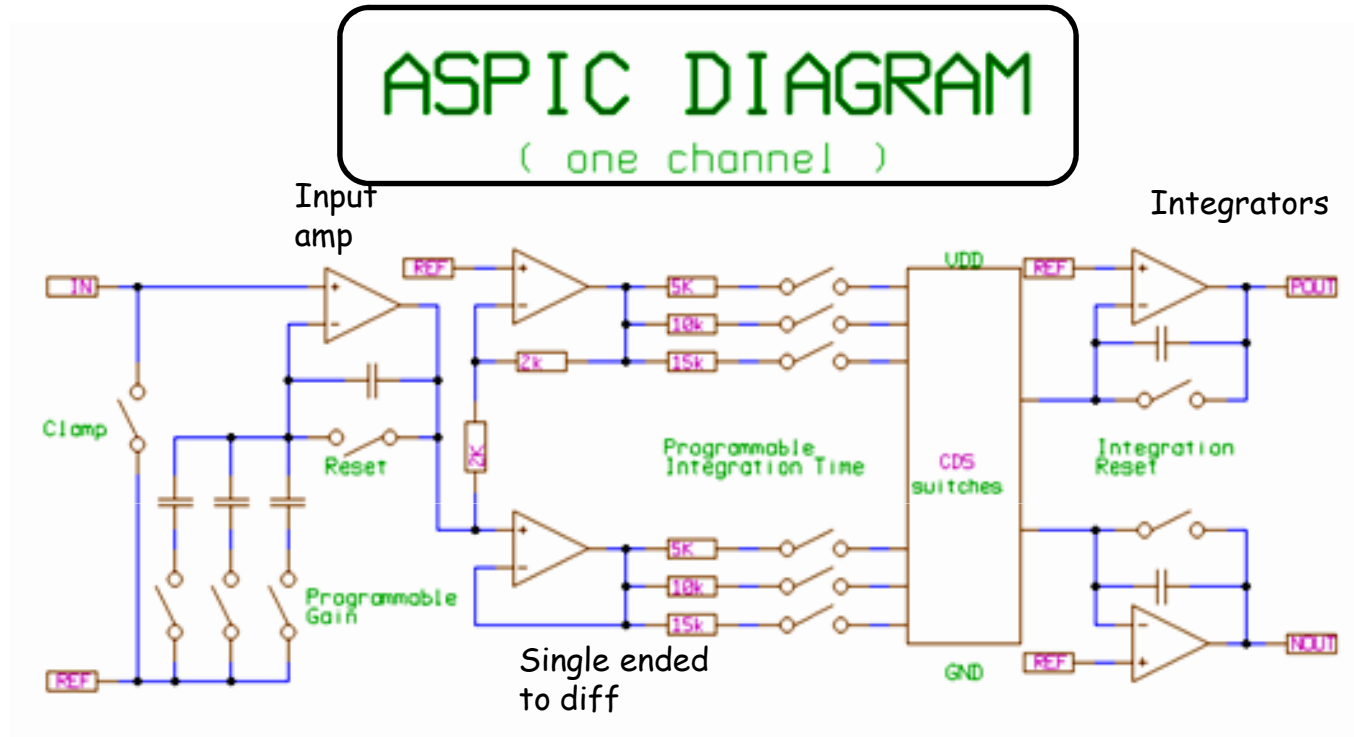 ASPIC DIAGRAM
( one channel )
Input
amp
Integrators
IN
REF
VDD
REF
POUT
5K
10k
15k
2k
2K
Clamp
Reset
Programmable
Integration Time
CDS
switches
Integration
Reset
Programmable
Gain
5K
10k
15k
REF
Single ended
to diff
GND
REF
NOUT
+
-
+
-
+
-
+
-
-
+